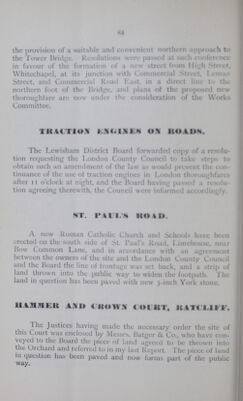 84
the provision of a suitable and convenient northern approach to
the Tower Bridge. Resolutions were passed at such conference
in favour of the formation of a new street from High Street,
Whitechapel, at its junction with Commercial Street, Leman
Street, and Commercial Road East, in a direct line to the
northern foot of the Bridge, and plans of the proposed new
thoroughfare are now under the consideration of the Works
Committee.
TRACTION ENGINES ON ROADS.
The Lewisham District Board forwarded copy of a resolu-
tion requesting the London County Council to take steps to
obtain such an amendment of the law as would prevent the con-
tinuance of the use of traction engines in London thoroughfares
after 11 o'clock at night, and the Board having passed a resolu-
tion agreeing therewith, the Council were informed accordingly.
ST. PAUL'S ROAD.
A new Roman Catholic Church and Schools have been
erected on the south side of St. Paul's Road, Limehouse, near
Bow Common Lane, and in accordance with an agreement
between the owners of the site and the London County Council
and the Board the line of frontage was set back, and a strip of
land thrown into the public way to widen the footpath. The
land in question has been paved with new 3-inch York stone.
HAMMER AND CROWN COURT, RATCLIFF.
The Justices having made the necessary order the site of
this Court was enclosed by Messrs. Batger & Co., who have con-
veyed to the Board the piece of land agreed to be thrown into
the Orchard and referred to in my last Report. The piece of land
in question has been paved and now forms part of the public
way.